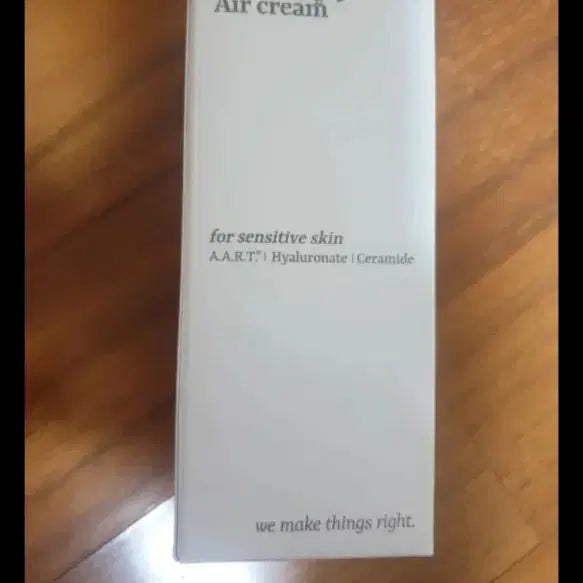 Air cream
for sensitive skin
A.A.R.T.® | Hyaluronate | Ceramide
we make things right.